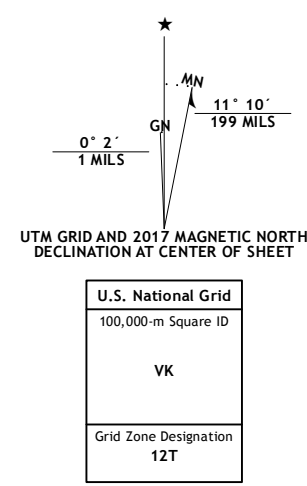 ★
MN
GN
11° 10´
199 MILS
0° 2´
1 MILS
UTM GRID AND 2017 MAGNETIC NORTH
DECLINATION AT CENTER OF SHEET
U.S. National Grid
100,000-m Square ID
VK
Grid Zone Designation
12T